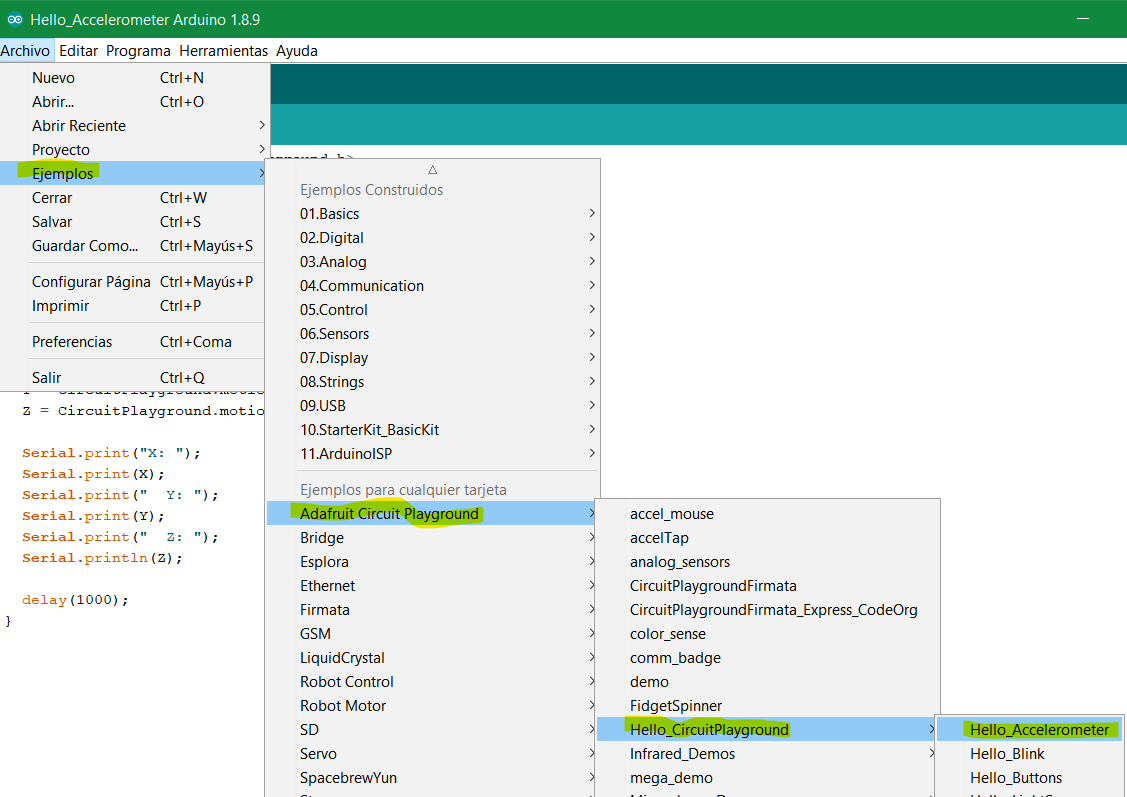 Hello_Accelerometer Arduino 1.8.9
Archivo Editar Programa Herramientas Ayuda
Nuevo Ctrl+N
Abrir... Ctrl+O
Abrir Reciente
Proyecto
Ejemplos
Cerrar Ctrl+W
Salvar Ctrl+S
Guardar Como... Ctrl+Mayús+S
Configurar Página Ctrl+Mayús+P
Imprimir Ctrl+P
Preferencias Ctrl+Coma
Salir Ctrl+Q
Z = CircuitPlayground.motio
Serial.print("X: ");
Serial.print(X);
Serial.print("  Y: ");
Serial.print(Y);
Serial.print("  Z: ");
Serial.println(Z);
delay(1000);
}
Ejemplos Construidos
01.Basics
02.Digital
03.Analog
04.Communication
05.Control
06.Sensors
07.Display
08.Strings
09.USB
10.StarterKit_BasicKit
11.ArduinoISP
Ejemplos para cualquier tarjeta
Adafruit Circuit Playground
Bridge
Esplora
Ethernet
Firmata
GSM
LiquidCrystal
Robot Control
Robot Motor
SD
Servo
SpacebrewYun
accel_mouse
accelTap
analog_sensors
CircuitPlaygroundFirmata
CircuitPlaygroundFirmata_Express_CodeOrg
color_sense
comm_badge
demo
FidgetSpinner
Hello_CircuitPlayground
Infrared_Demos
mega_demo
Hello_Accelerometer
Hello_Blink
Hello_Buttons